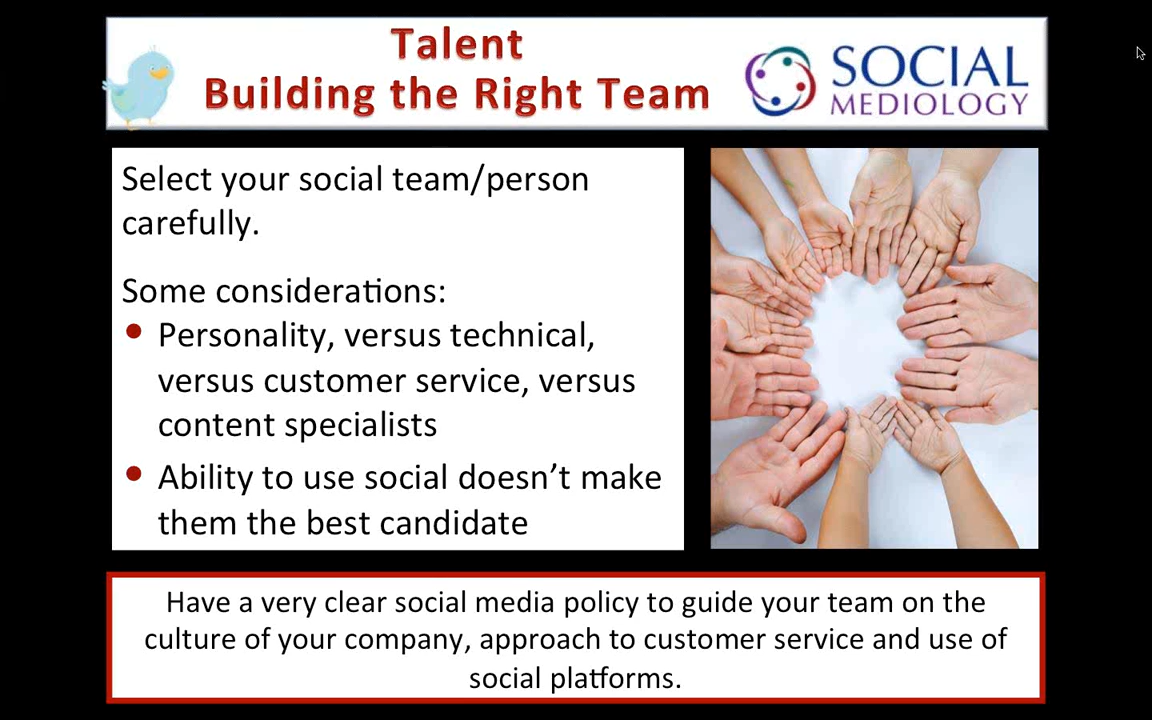 Talent
Building the Right Team
SOCIAL
MEDIOLOGY
Select your social team/person
carefully.
Some considerations:
• Personality, versus technical,
versus customer service, versus
content specialists
• Ability to use social doesn’t make
them the best candidate
Have a very clear social media policy to guide your team on the
culture of your company, approach to customer service and use of
social platforms.